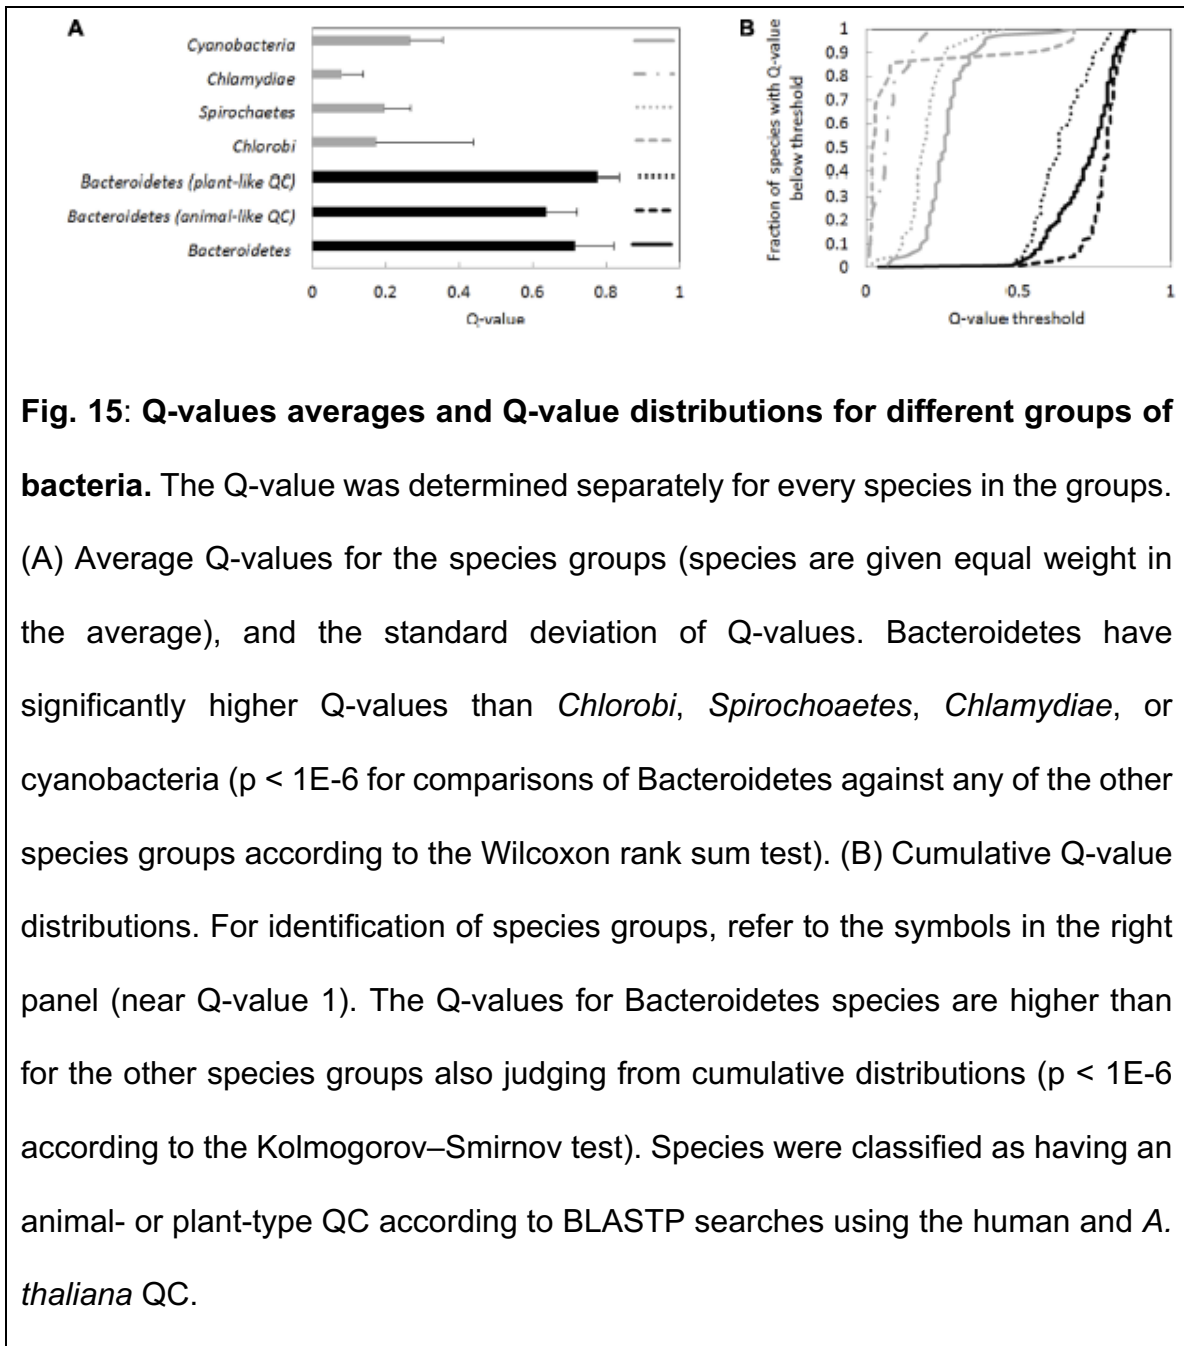 A
Cyanobacteria
Chlamydiae
Spirochaetes
Chlorobi
Bacteroidetes (plant-like QC)
Bacteroidetes (animal-like QC)
Bacteroidetes
0 0.2 0.4 0.6 0.8 1
Q-value
B
Fraction of species with Q-value
below threshold
1
0.9
0.8
0.7
0.6
0.5
0.4
0.3
0.2
0.1
0
0 0.5 1
Q-value threshold
Fig. 15: Q-values averages and Q-value distributions for different groups of
bacteria. The Q-value was determined separately for every species in the groups.
(A) Average Q-values for the species groups (species are given equal weight in
the average), and the standard deviation of Q-values. Bacteroidetes have
significantly higher Q-values than Chlorobi, Spirochoaetes, Chlamydiae, or
cyanobacteria (p < 1E-6 for comparisons of Bacteroidetes against any of the other
species groups according to the Wilcoxon rank sum test). (B) Cumulative Q-value
distributions. For identification of species groups, refer to the symbols in the right
panel (near Q-value 1). The Q-values for Bacteroidetes species are higher than
for the other species groups also judging from cumulative distributions (p < 1E-6
according to the Kolmogorov–Smirnov test). Species were classified as having an
animal- or plant-type QC according to BLASTP searches using the human and A.
thaliana QC.